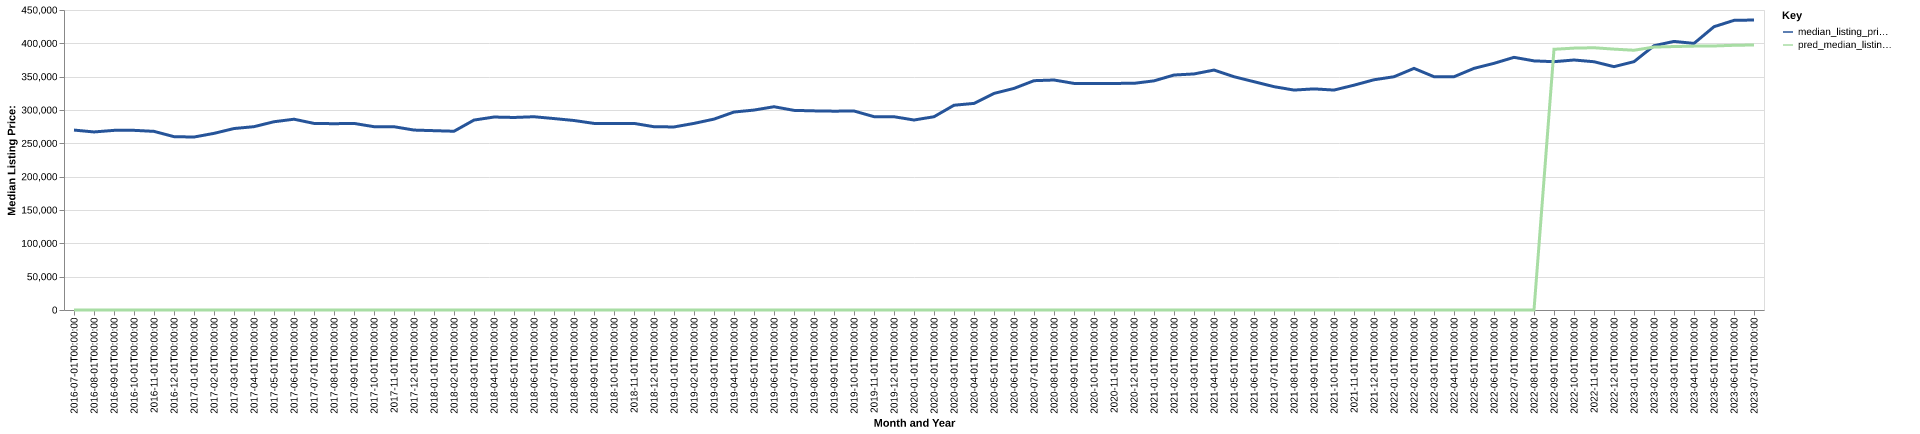 450,000
400,000
350,000
300,000
250,000
200,000
150,000
100,000
50,000
0
Median Listing Price:
2016-07-01T00:00:00
2016-08-01T00:00:00
2016-09-01T00:00:00
2016-10-01T00:00:00
2016-11-01T00:00:00
2016-12-01T00:00:00
2017-01-01T00:00:00
2017-02-01T00:00:00
2017-03-01T00:00:00
2017-04-01T00:00:00
2017-05-01T00:00:00
2017-06-01T00:00:00
2017-07-01T00:00:00
2017-08-01T00:00:00
2017-09-01T00:00:00
2017-10-01T00:00:00
2017-11-01T00:00:00
2017-12-01T00:00:00
2018-01-01T00:00:00
2018-02-01T00:00:00
2018-03-01T00:00:00
2018-04-01T00:00:00
2018-05-01T00:00:00
2018-06-01T00:00:00
2018-07-01T00:00:00
2018-08-01T00:00:00
2018-09-01T00:00:00
2018-10-01T00:00:00
2018-11-01T00:00:00
2018-12-01T00:00:00
2019-01-01T00:00:00
2019-02-01T00:00:00
2019-03-01T00:00:00
2019-04-01T00:00:00
2019-05-01T00:00:00
2019-06-01T00:00:00
2019-07-01T00:00:00
2019-08-01T00:00:00
2019-09-01T00:00:00
2019-10-01T00:00:00
2019-11-01T00:00:00
2019-12-01T00:00:00
2020-01-01T00:00:00
2020-02-01T00:00:00
2020-03-01T00:00:00
2020-04-01T00:00:00
2020-05-01T00:00:00
2020-06-01T00:00:00
2020-07-01T00:00:00
2020-08-01T00:00:00
2020-09-01T00:00:00
2020-10-01T00:00:00
2020-11-01T00:00:00
2020-12-01T00:00:00
2021-01-01T00:00:00
2021-02-01T00:00:00
2021-03-01T00:00:00
2021-04-01T00:00:00
2021-05-01T00:00:00
2021-06-01T00:00:00
2021-07-01T00:00:00
2021-08-01T00:00:00
2021-09-01T00:00:00
2021-10-01T00:00:00
2021-11-01T00:00:00
2021-12-01T00:00:00
2022-01-01T00:00:00
2022-02-01T00:00:00
2022-03-01T00:00:00
2022-04-01T00:00:00
2022-05-01T00:00:00
2022-06-01T00:00:00
2022-07-01T00:00:00
2022-08-01T00:00:00
2022-09-01T00:00:00
2022-10-01T00:00:00
2022-11-01T00:00:00
2022-12-01T00:00:00
2023-01-01T00:00:00
2023-02-01T00:00:00
2023-03-01T00:00:00
2023-04-01T00:00:00
2023-05-01T00:00:00
2023-06-01T00:00:00
2023-07-01T00:00:00
Month and Year
Key
median_listing_pri…
pred_median_listin…